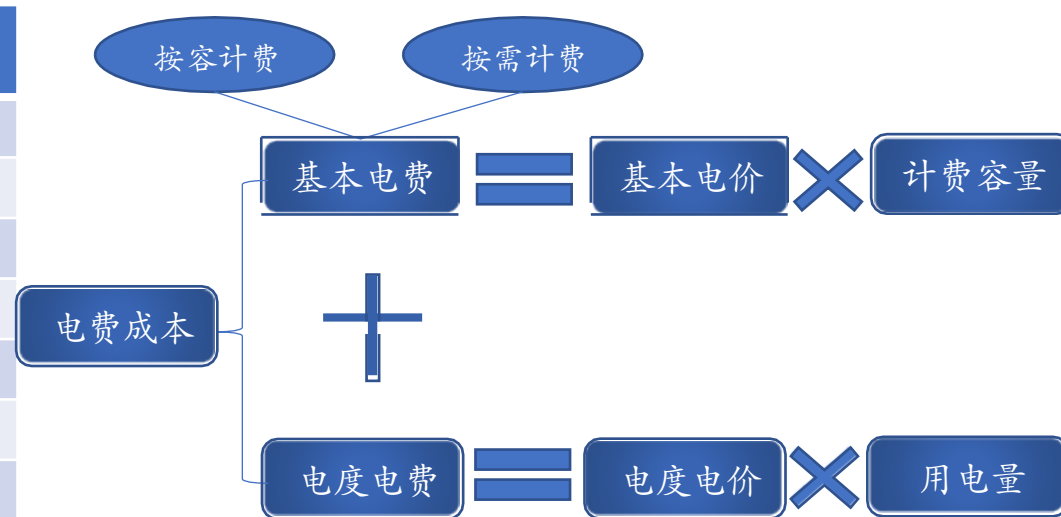 按容计费
按需计费
基本电费
基本电价
计费容量
电费成本
电度电费
电度电价
用电量